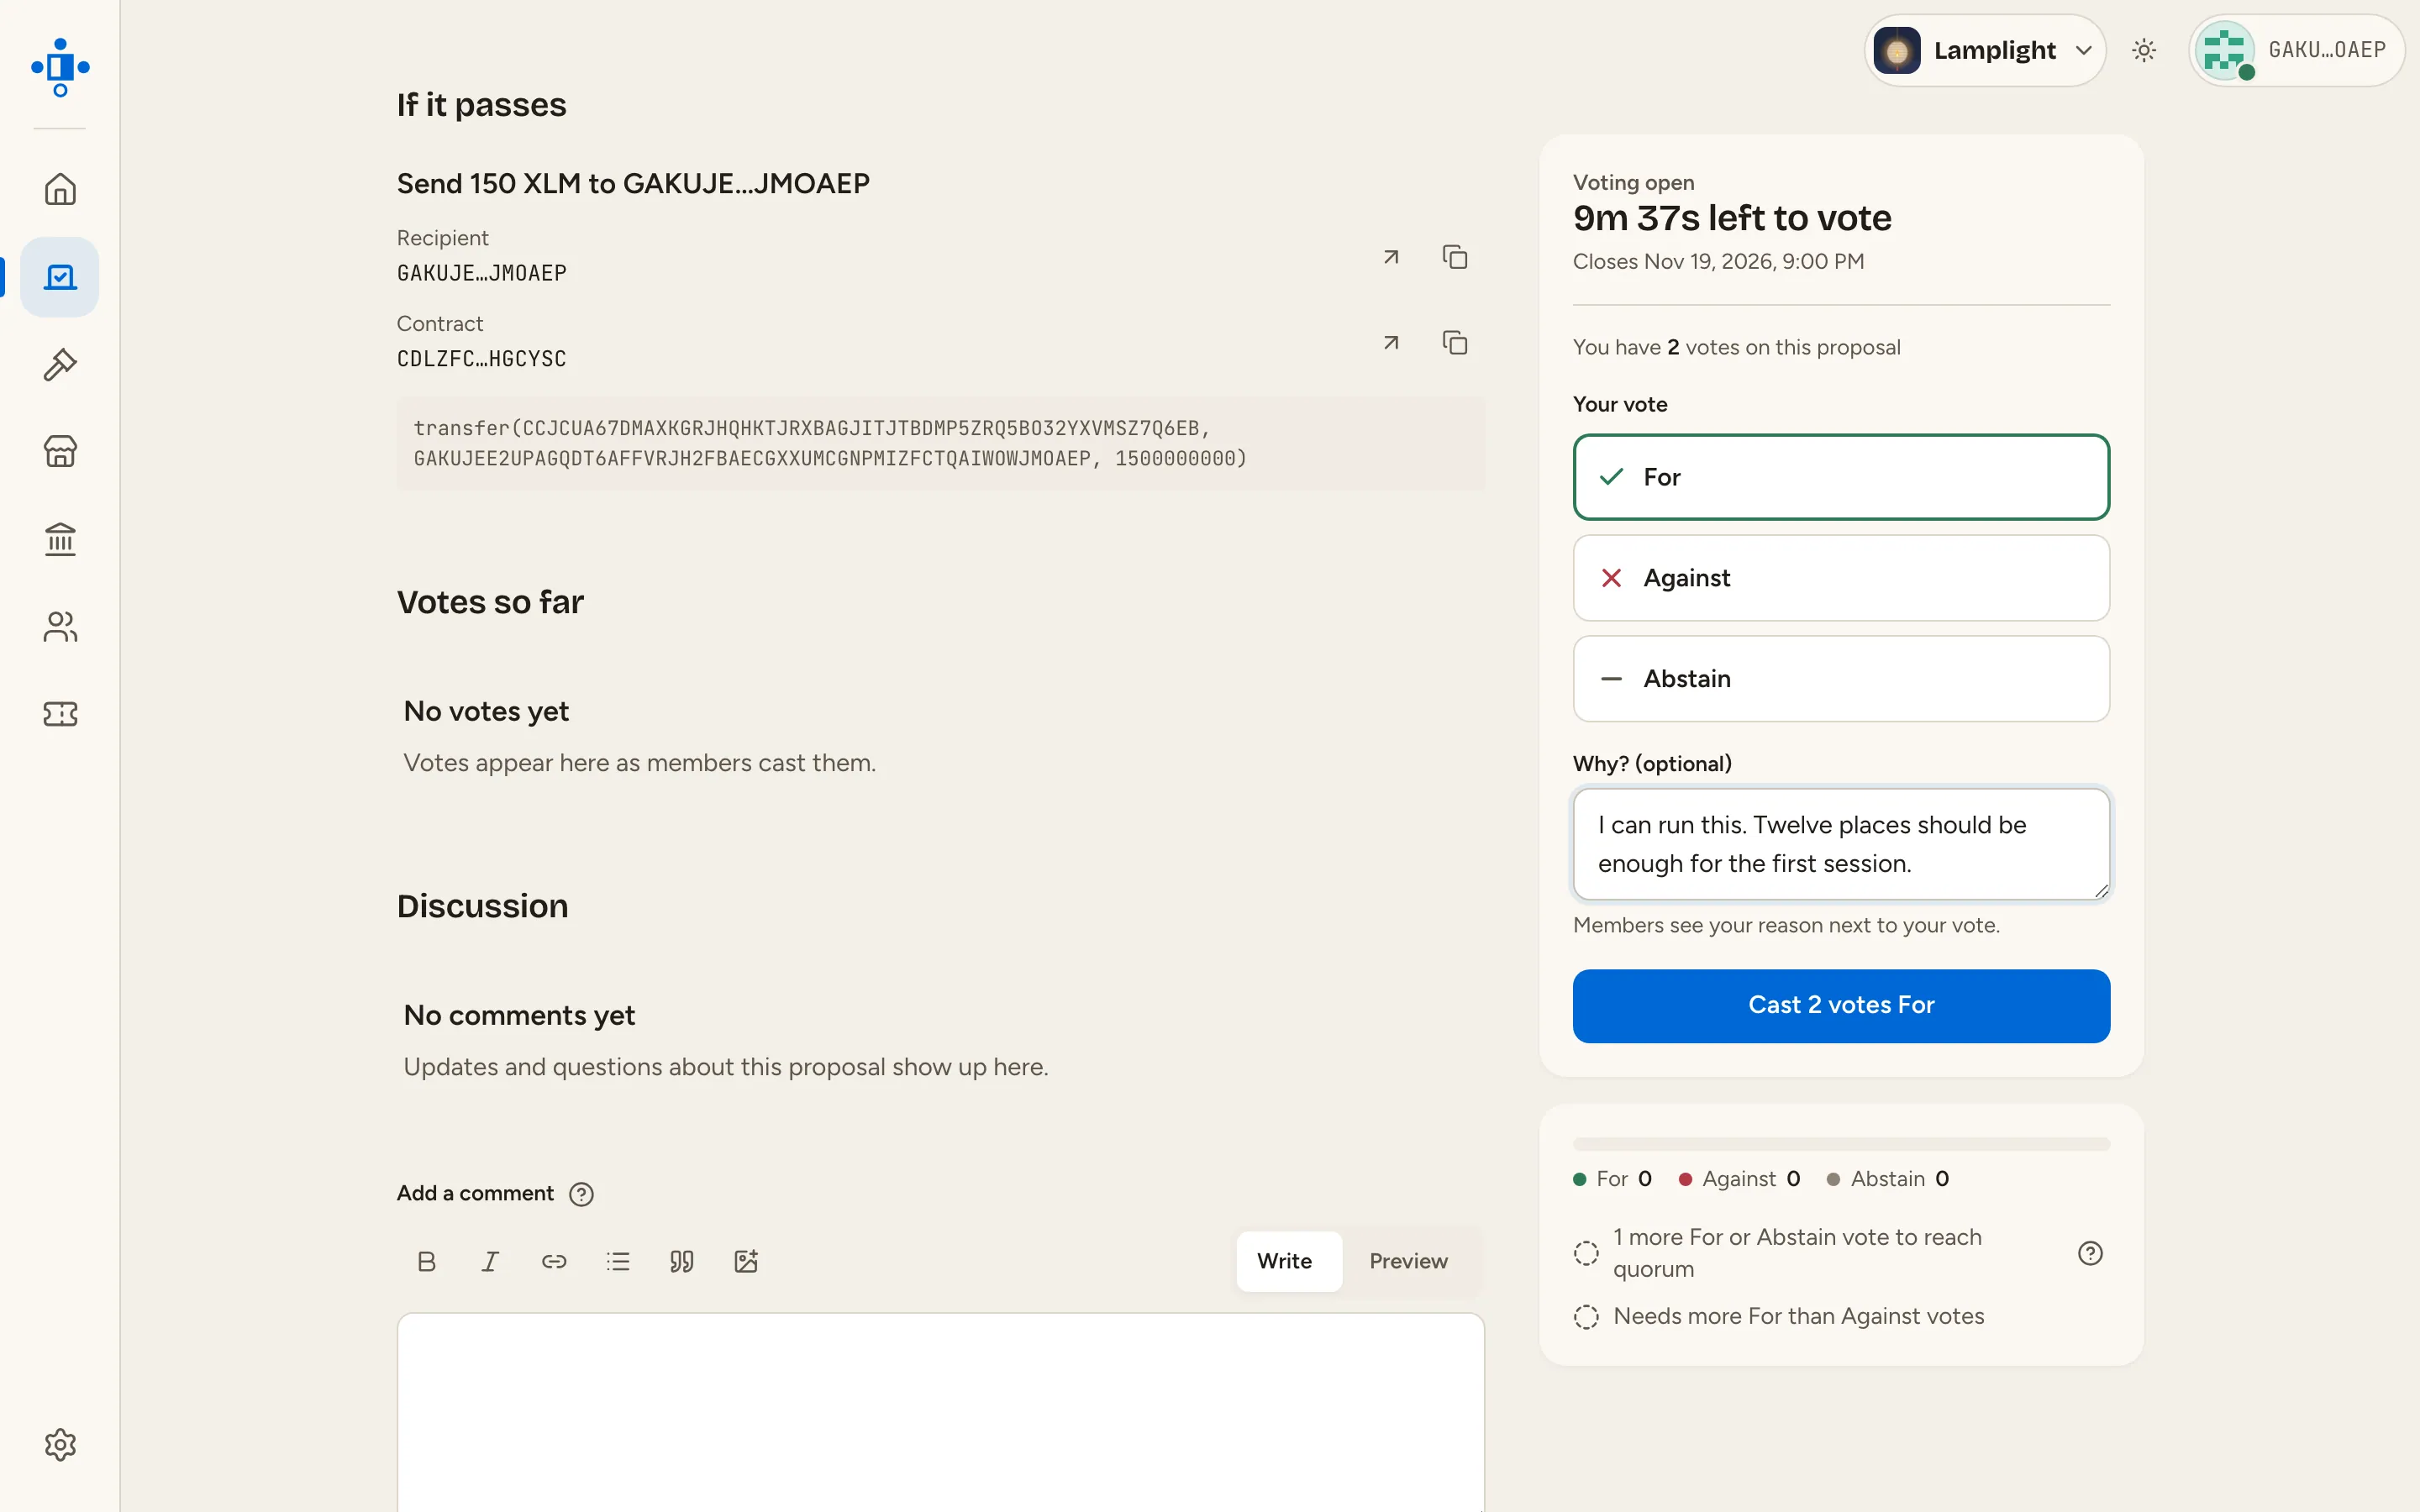 Lamplight
GAKU...OAEP
If it passes
Send 150 XLM to GAKUJE...JMOAEP
Recipient
GAKUJE...JMOAEP
Contract
CDLZFC...HGCYSC
transfer(CCJCUA67DMAXKGRJHQHKTJRXBAGJITJTBDMP5ZRQ5BO32YXVMSZ7Q6EB,
GAKUJEE2UPAGQDT6AFFVRJH2FBAECGXXUMCGNPMIZFCTQAIWOWJMOAEP, 1500000000)
Votes so far
No votes yet
Votes appear here as members cast them.
Discussion
No comments yet
Updates and questions about this proposal show up here.
Add a comment
Write
Preview
Voting open
9m 37s left to vote
Closes Nov 19, 2026, 9:00 PM
You have 2 votes on this proposal
Your vote
For
Against
Abstain
Why? (optional)
I can run this. Twelve places should be
enough for the first session.
Members see your reason next to your vote.
Cast 2 votes For
For 0 Against 0 Abstain 0
1 more For or Abstain vote to reach
quorum
Needs more For than Against votes